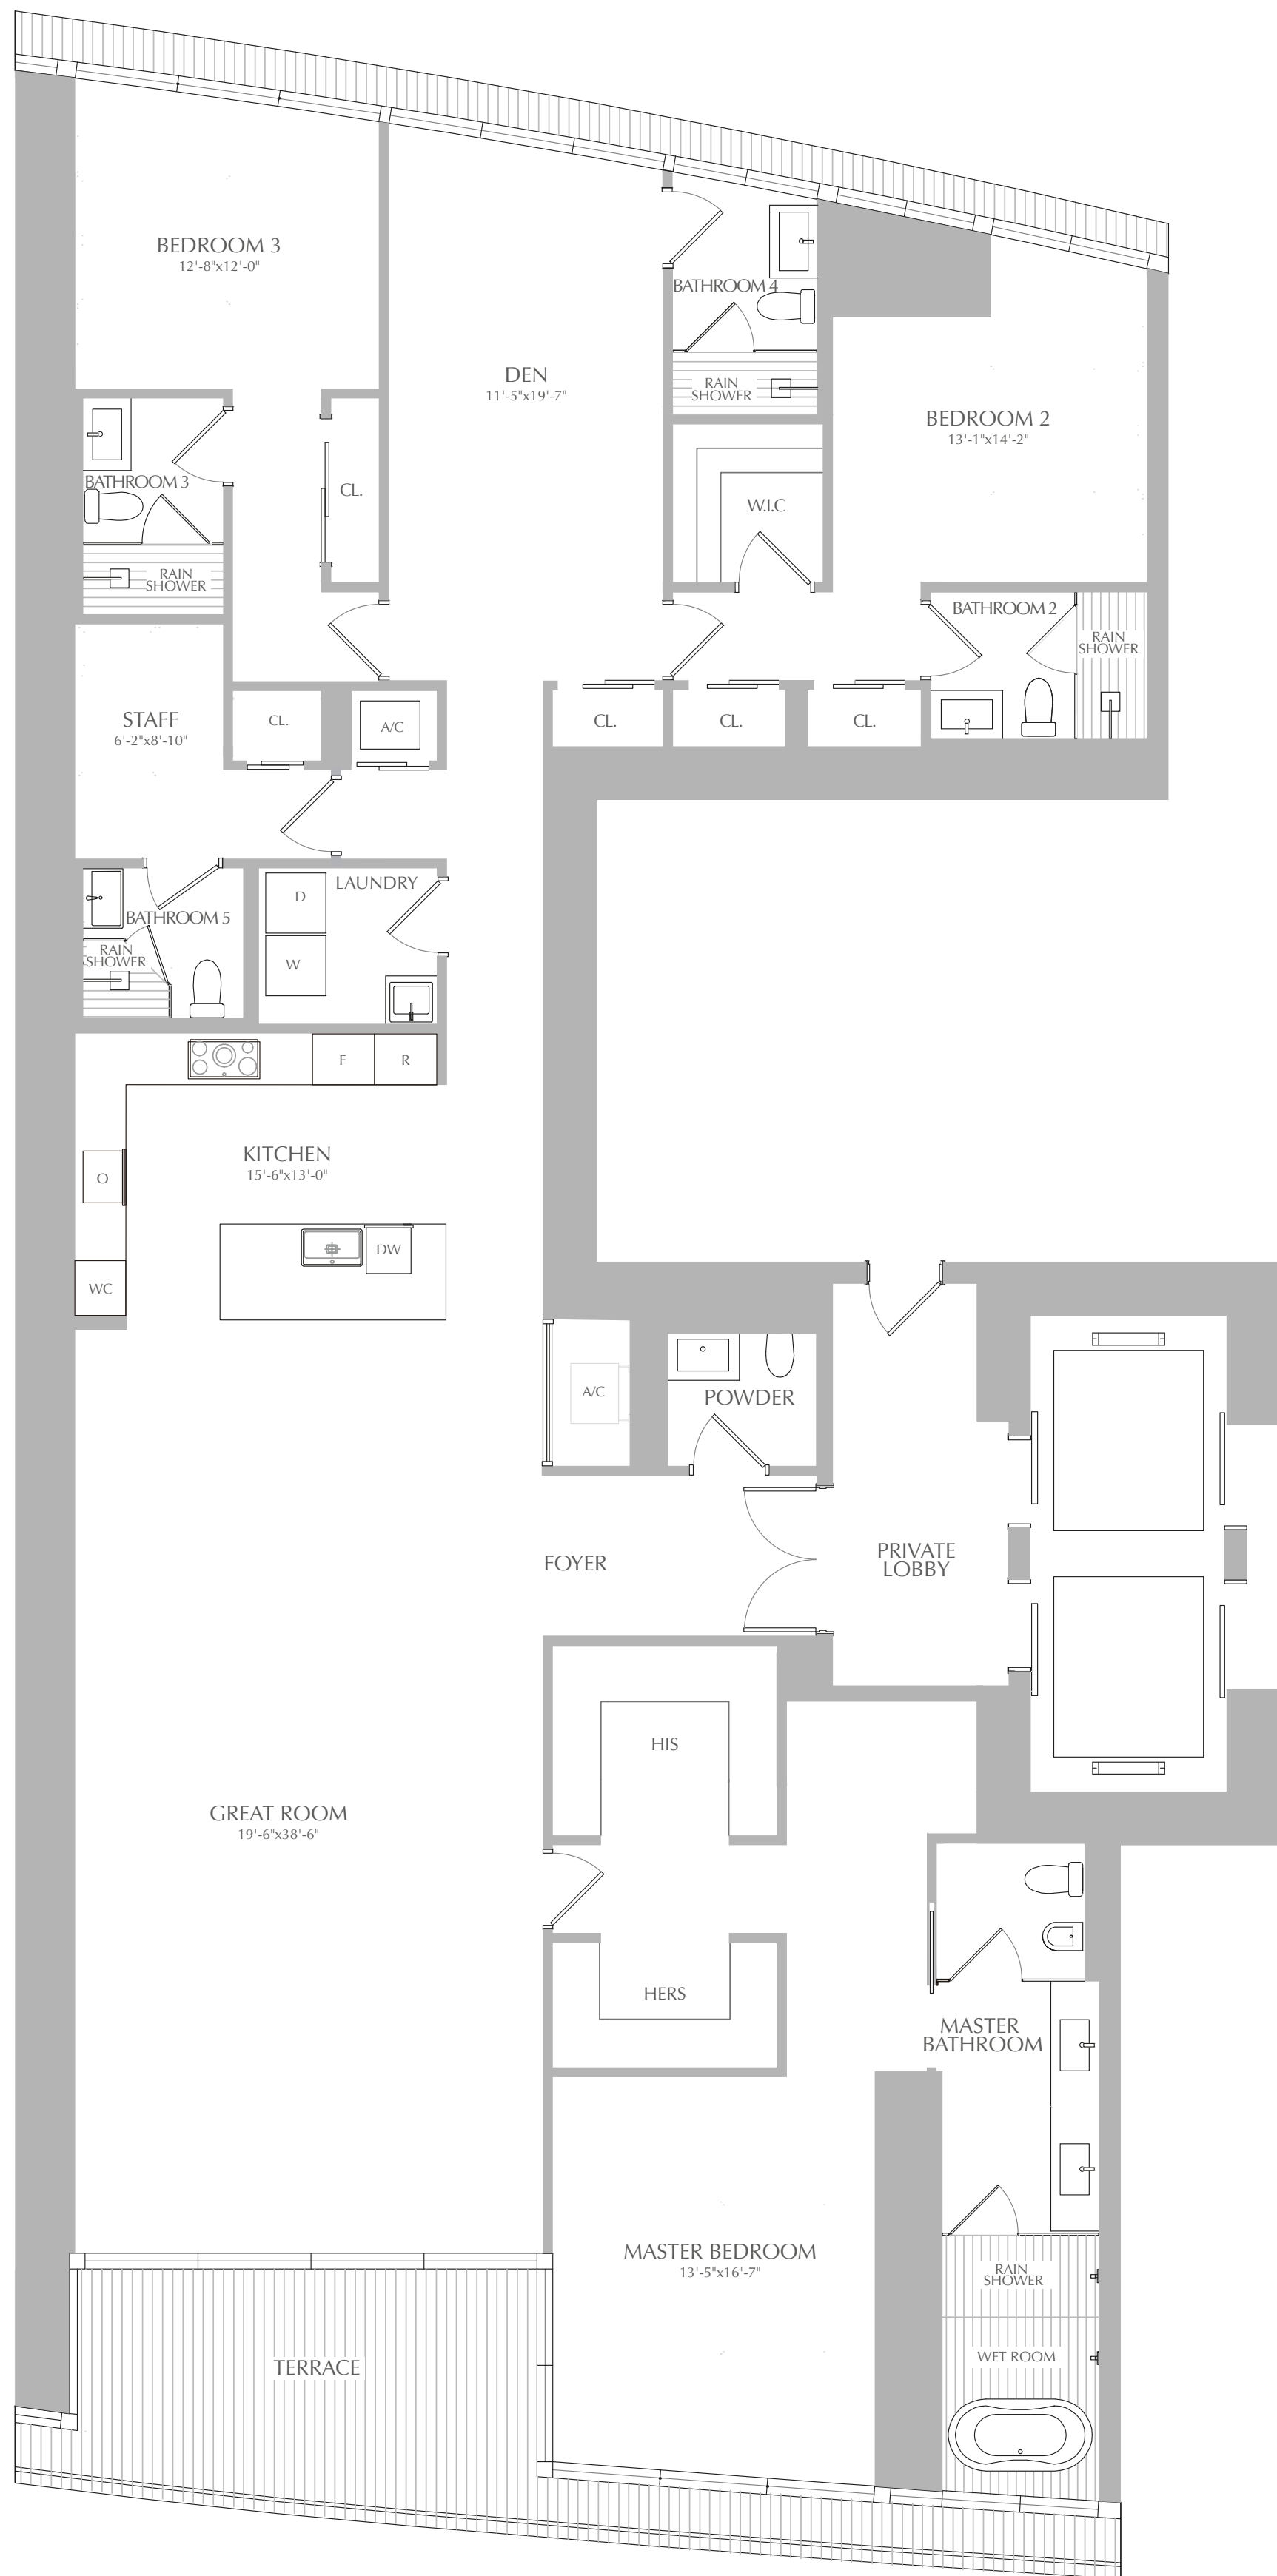 BEDROOM 3
12'-8"x12'-0"
BATHROOM 4
DEN
11'-5"x19'-7"
RAIN
SHOWER
BEDROOM 2
13'-1"x14'-2"
BATHROOM 3
CL.
W.I.C
RAIN
SHOWER
BATHROOM 2
RAIN
SHOWER
STAFF
6'-2"x8'-10"
CL.
A/C
CL.
CL.
CL.
LAUNDRY
D
BATHROOM 5
RAIN
SHOWER
W
F
R
KITCHEN
15'-6"x13'-0"
O
DW
WC
A/C
POWDER
FOYER
PRIVATE
LOBBY
HIS
GREAT ROOM
19'-6"x38'-6"
HERS
MASTER
BATHROOM
MASTER BEDROOM
13'-5"x16'-7"
RAIN
SHOWER
WET ROOM
TERRACE